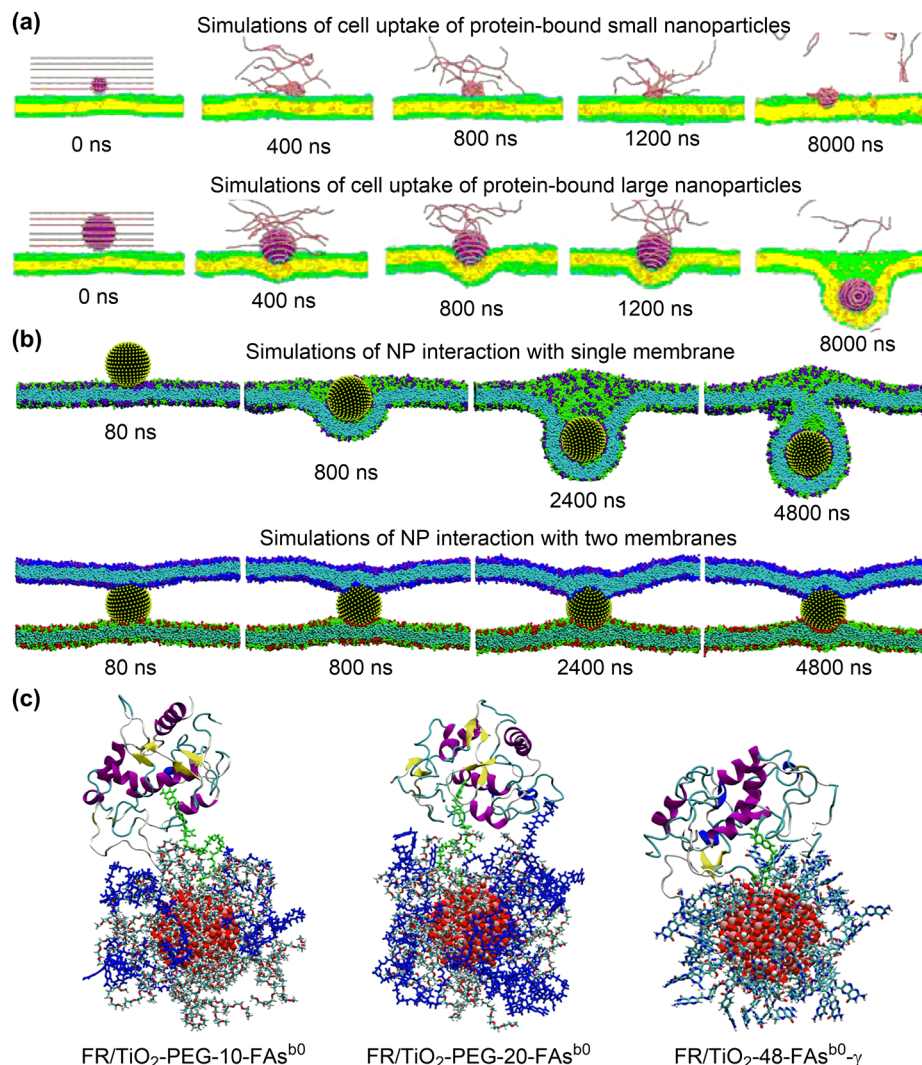 (a)
Simulations of cell uptake of protein-bound small nanoparticles
0 ns
400 ns
800 ns
1200 ns
8000 ns
Simulations of cell uptake of protein-bound large nanoparticles
0 ns
400 ns
800 ns
1200 ns
8000 ns
(b)
Simulations of NP interaction with single membrane
80 ns
800 ns
2400 ns
4800 ns
Simulations of NP interaction with two membranes
80 ns
800 ns
2400 ns
4800 ns
(c)
FR/TiO₂-PEG-10-FAsᵇ⁰
FR/TiO₂-PEG-20-FAsᵇ⁰
FR/TiO₂-48-FAsᵇ⁰-γ